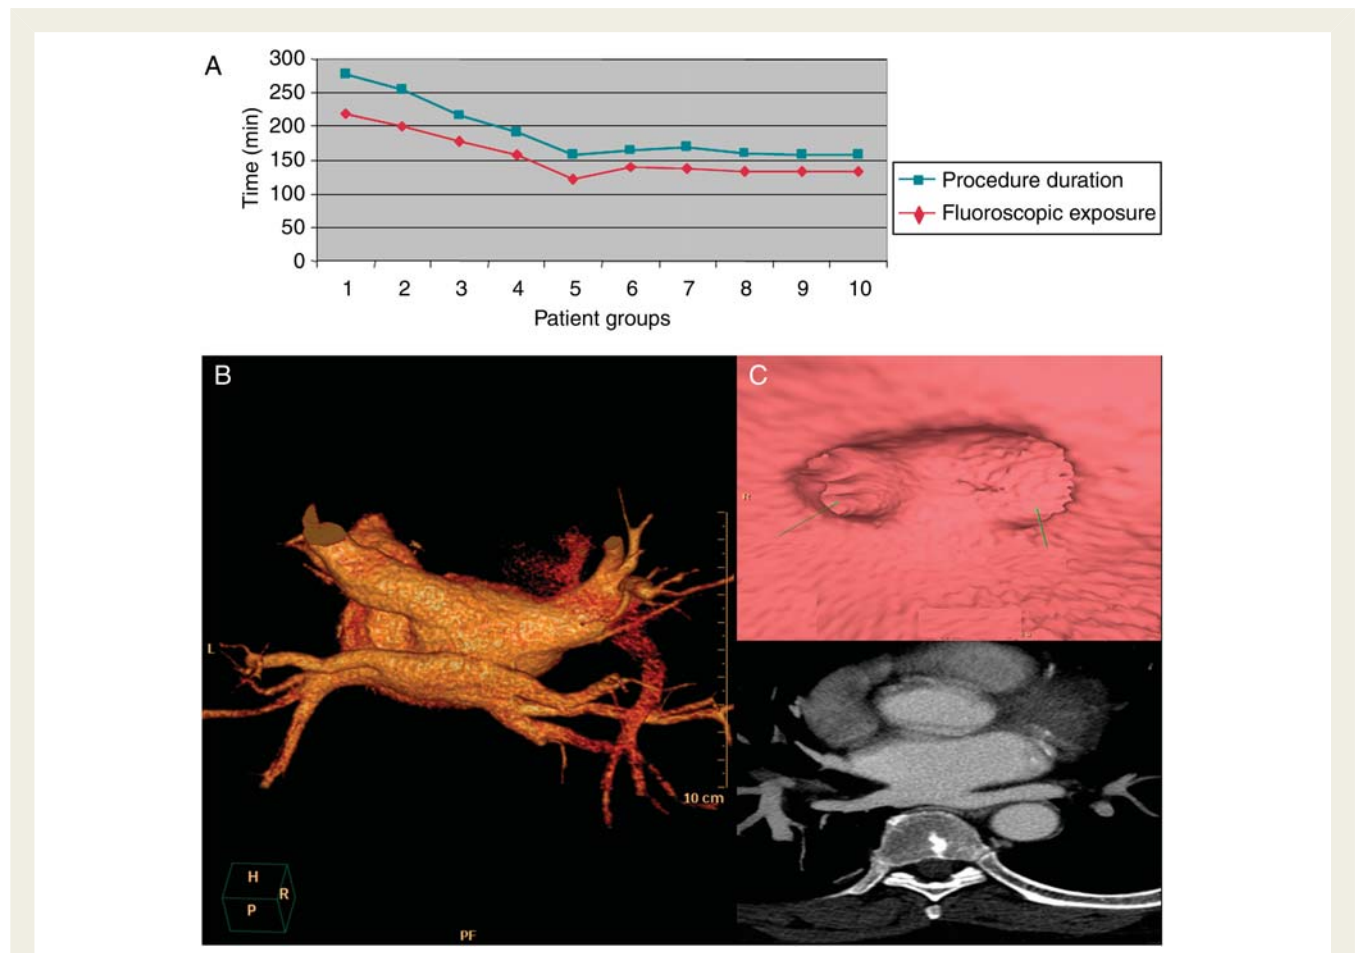 A
Time (min)
300
250
200
150
100
50
0
1 2 3 4 5 6 7 8 9 10
Patient groups
Procedure duration
Fluoroscopic exposure
B
L
10 cm
H
R
P
PF
C
R